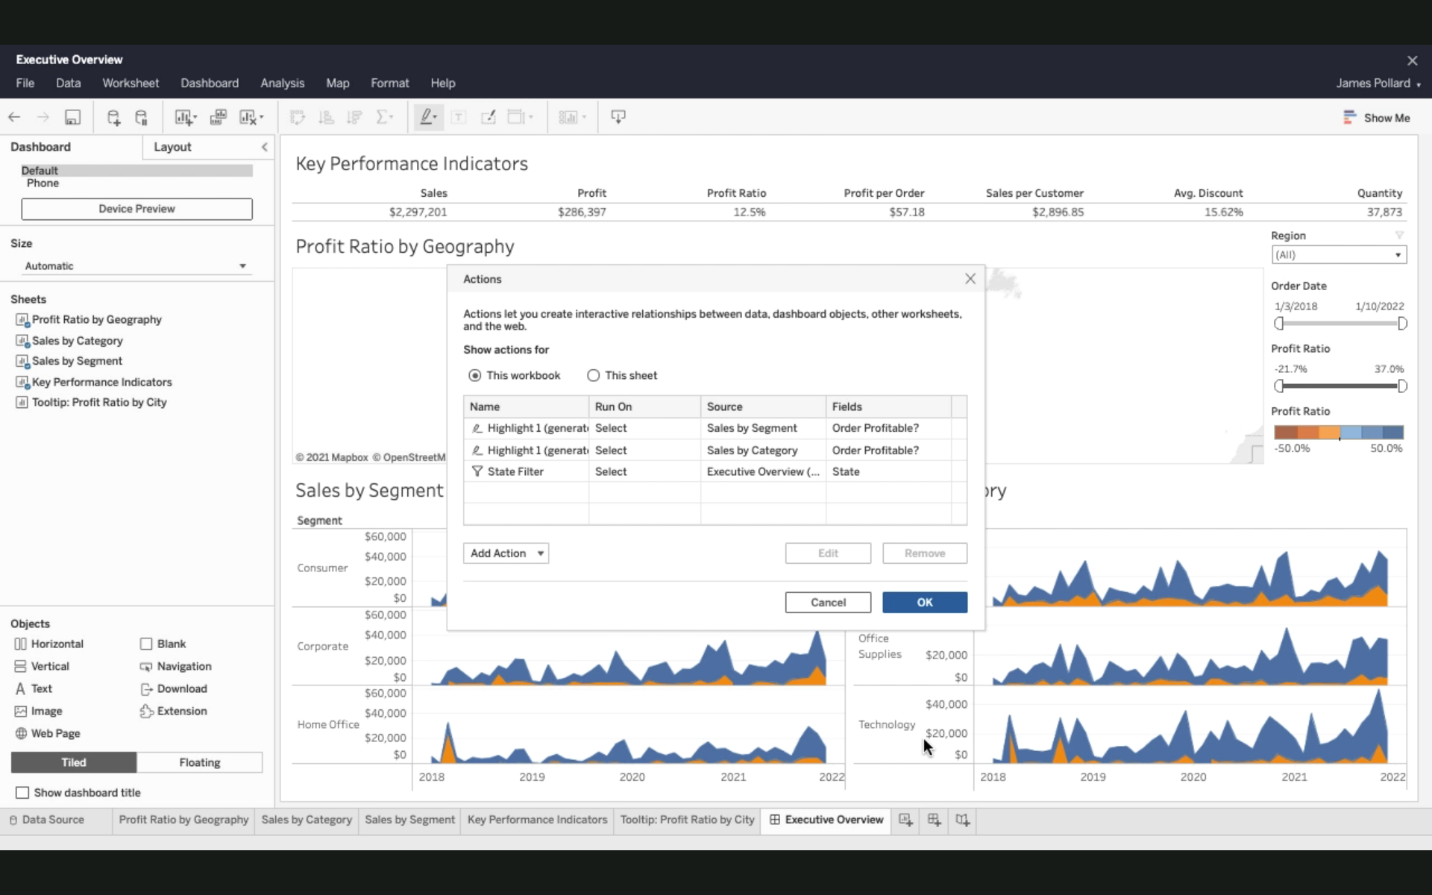 Executive Overview
File Data Worksheet Dashboard Analysis Map Format Help
James Pollard
Show Me
Dashboard Layout
Default
Phone
Device Preview
Size
Automatic
Sheets
Profit Ratio by Geography
Sales by Category
Sales by Segment
Key Performance Indicators
Tooltip: Profit Ratio by City
Objects
Horizontal Blank
Vertical Navigation
A Text Download
Image Extension
Web Page
Tiled Floating
Show dashboard title
Key Performance Indicators
Sales Profit Profit Ratio Profit per Order Sales per Customer Avg. Discount Quantity
$2,297,201 $286,397 12.5% $57.18 $2,896.85 15.62% 37,873
Profit Ratio by Geography
© 2021 Mapbox © OpenStreetM
Region
(All)
Order Date
1/3/2018 1/10/2022
Profit Ratio
-21.7% 37.0%
Profit Ratio
-50.0% 50.0%
Actions
Actions let you create interactive relationships between data, dashboard objects, other worksheets,
and the web.
Show actions for
This workbook This sheet
Name Run On Source Fields
Highlight 1 (generate Select Sales by Segment Order Profitable?
Highlight 1 (generate Select Sales by Category Order Profitable?
State Filter Select Executive Overview (... State
Add Action Edit Remove
Cancel OK
Sales by Segment
Segment
Consumer
$60,000
$40,000
$20,000
$0
Corporate
$60,000
$40,000
$20,000
$0
Home Office
$60,000
$40,000
$20,000
$0
2018 2019 2020 2021 2022
ory
Office
Supplies
$20,000
$0
Technology
$40,000
$20,000
$0
2018 2019 2020 2021 2022
Data Source Profit Ratio by Geography Sales by Category Sales by Segment Key Performance Indicators Tooltip: Profit Ratio by City Executive Overview